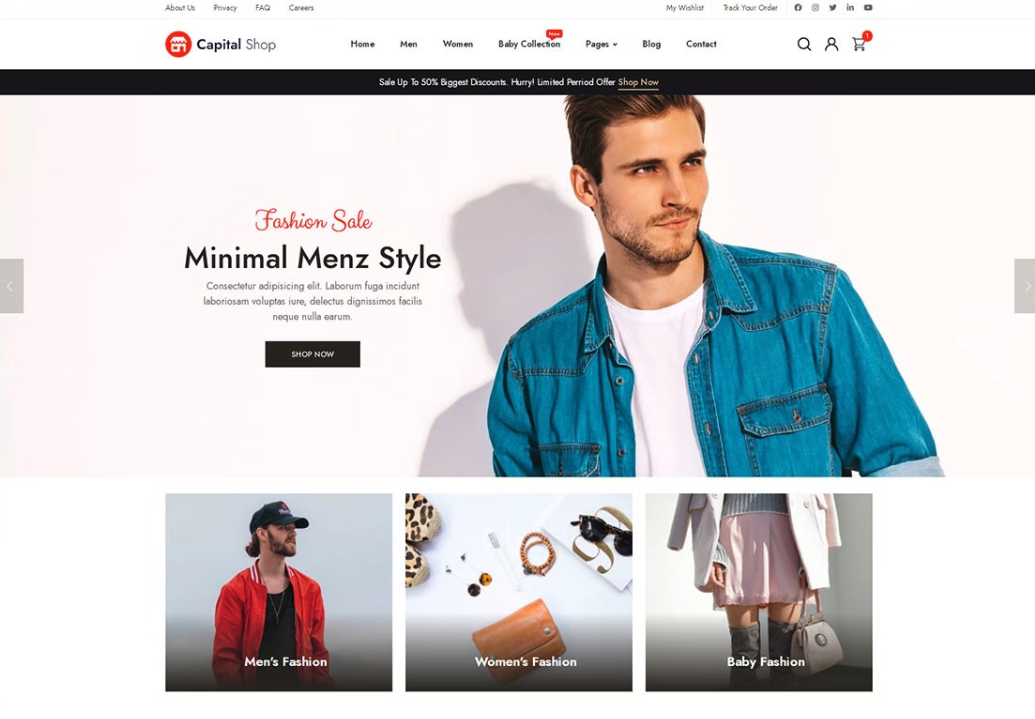 About Us Privacy FAQ Careers My Wishlist Track Your Order
New
Capital Shop Home Men Women Baby Collection Pages Blog Contact 1
Sale Up To 50% Biggest Discounts. Hurry! Limited Perriod Offer Shop Now
Fashion Sale
Minimal Menz Style
Consectetur adipisicing elit. Laborum fuga incidunt
laboriosam voluptas iure, delectus dignissimos facilis
neque nulla earum.
SHOP NOW
Men's Fashion Women's Fashion Baby Fashion